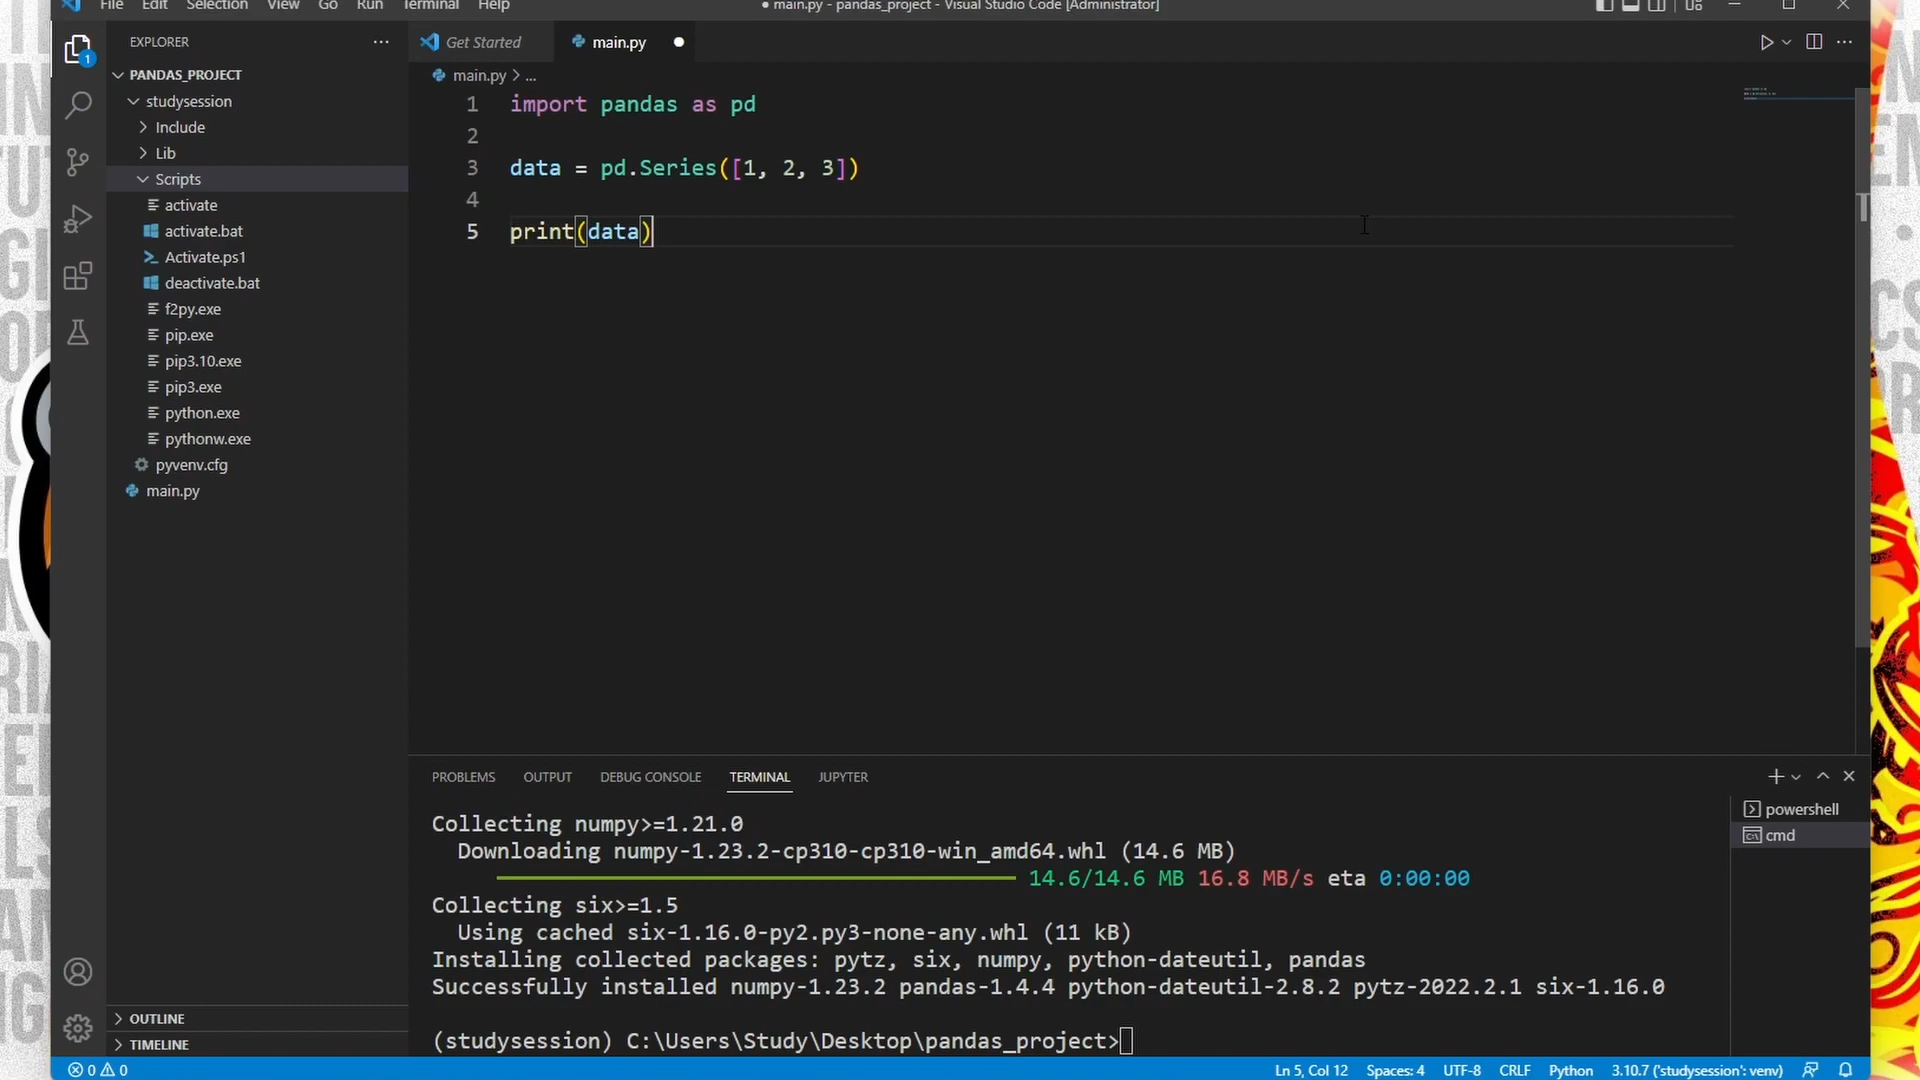 File Edit Selection View Go Run Terminal Help
● main.py - pandas_project - Visual Studio Code [Administrator]
EXPLORER
Get Started
main.py
1
PANDAS_PROJECT
main.py > ...
studysession
Include
Lib
Scripts
activate
activate.bat
Activate.ps1
deactivate.bat
f2py.exe
pip.exe
pip3.10.exe
pip3.exe
python.exe
pythonw.exe
pyvenv.cfg
main.py
OUTLINE
TIMELINE
1 import pandas as pd
2
3 data = pd.Series([1, 2, 3])
4
5 print(data)
PROBLEMS OUTPUT DEBUG CONSOLE TERMINAL JUPYTER
powershell
cmd
Collecting numpy>=1.21.0
Downloading numpy-1.23.2-cp310-cp310-win_amd64.whl (14.6 MB)
14.6/14.6 MB 16.8 MB/s eta 0:00:00
Collecting six>=1.5
Using cached six-1.16.0-py2.py3-none-any.whl (11 kB)
Installing collected packages: pytz, six, numpy, python-dateutil, pandas
Successfully installed numpy-1.23.2 pandas-1.4.4 python-dateutil-2.8.2 pytz-2022.2.1 six-1.16.0
(studysession) C:\Users\Study\Desktop\pandas_project>
0 0 Ln 5, Col 12 Spaces: 4 UTF-8 CRLF Python 3.10.7 ('studysession': venv)